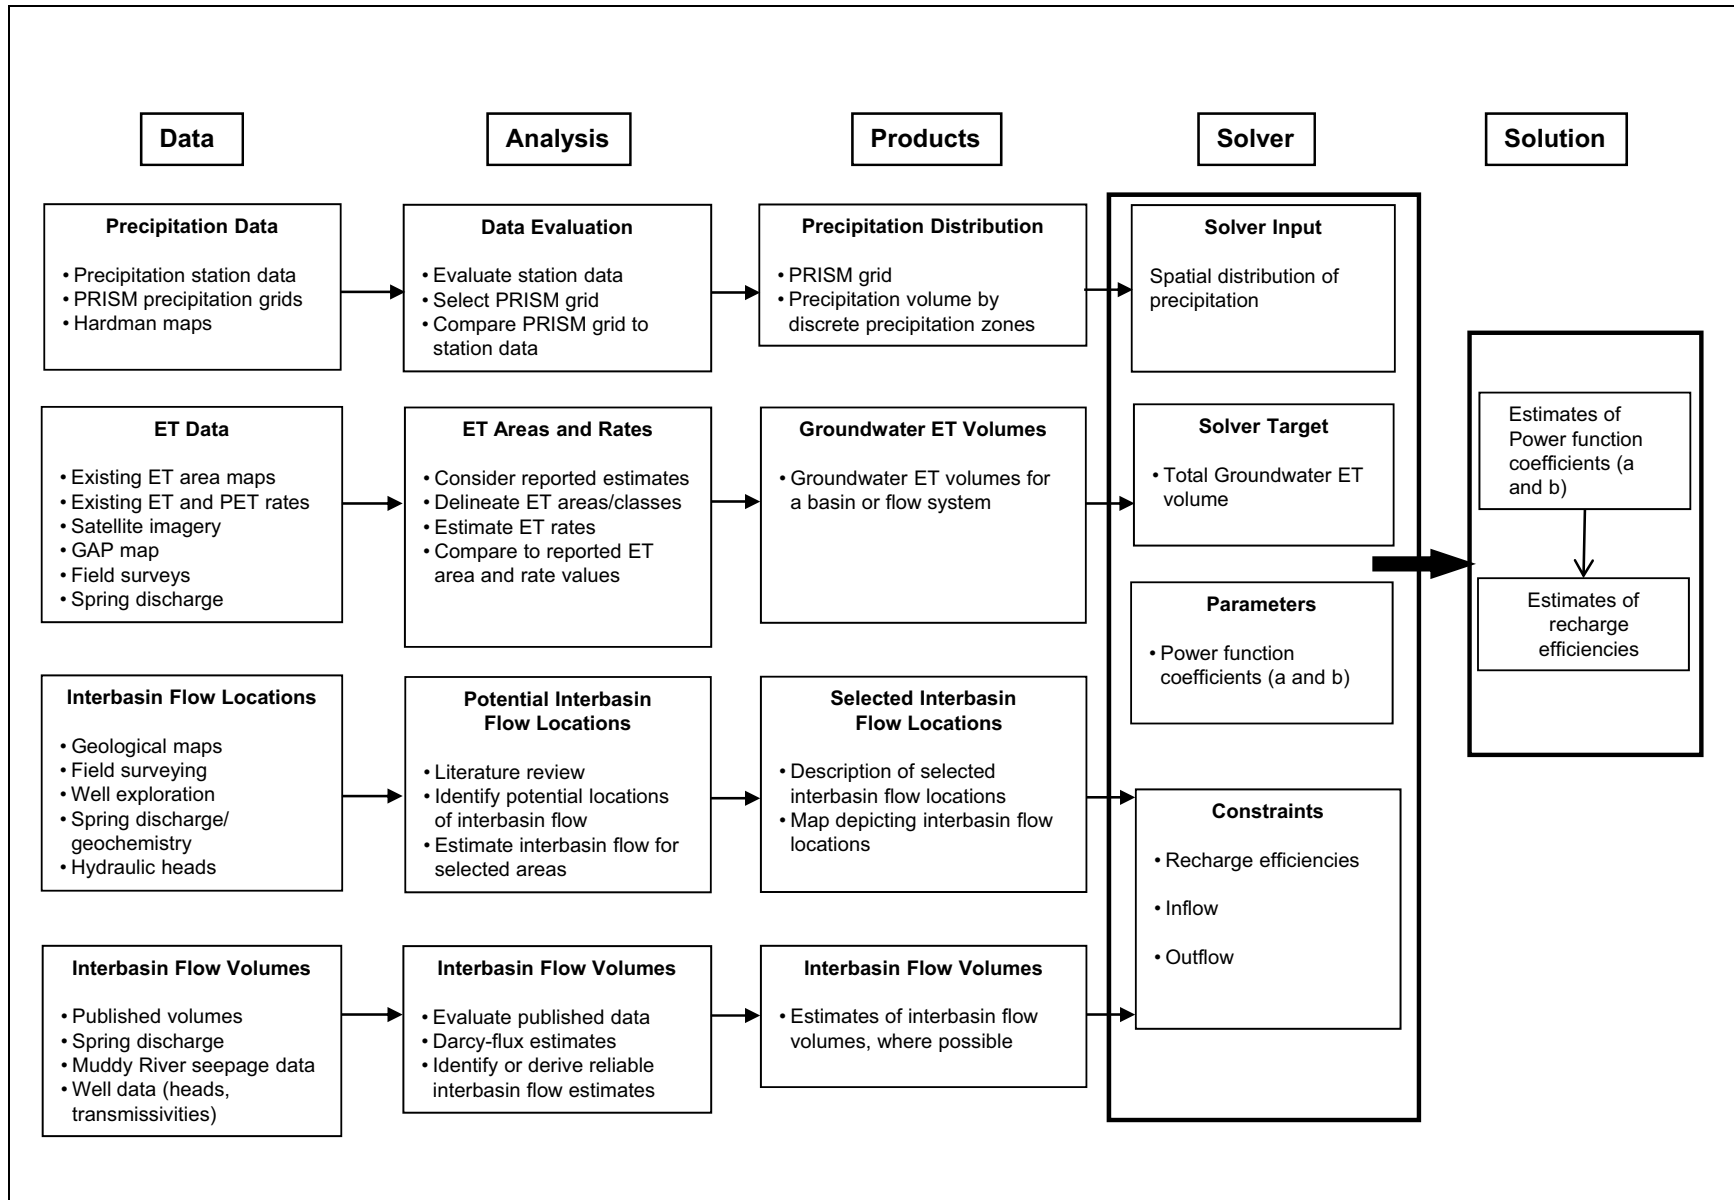 Data
Analysis
Products
Solver
Solution
Precipitation Data
• Precipitation station data
• PRISM precipitation grids
• Hardman maps
Data Evaluation
• Evaluate station data
• Select PRISM grid
• Compare PRISM grid to
station data
Precipitation Distribution
• PRISM grid
• Precipitation volume by
discrete precipitation zones
Solver Input
Spatial distribution of
precipitation
ET Data
• Existing ET area maps
• Existing ET and PET rates
• Satellite imagery
• GAP map
• Field surveys
• Spring discharge
ET Areas and Rates
• Consider reported estimates
• Delineate ET areas/classes
• Estimate ET rates
• Compare to reported ET
area and rate values
Groundwater ET Volumes
• Groundwater ET volumes for
a basin or flow system
Solver Target
• Total Groundwater ET
volume
Parameters
• Power function
coefficients (a and b)
Estimates of
Power function
coefficients (a
and b)
Estimates of
recharge
efficiencies
Interbasin Flow Locations
• Geological maps
• Field surveying
• Well exploration
• Spring discharge/
geochemistry
• Hydraulic heads
Potential Interbasin
Flow Locations
• Literature review
• Identify potential locations
of interbasin flow
• Estimate interbasin flow for
selected areas
Selected Interbasin
Flow Locations
• Description of selected
interbasin flow locations
• Map depicting interbasin flow
locations
Constraints
• Recharge efficiencies
• Inflow
• Outflow
Interbasin Flow Volumes
• Published volumes
• Spring discharge
• Muddy River seepage data
• Well data (heads,
transmissivities)
Interbasin Flow Volumes
• Evaluate published data
• Darcy-flux estimates
• Identify or derive reliable
interbasin flow estimates
Interbasin Flow Volumes
• Estimates of interbasin flow
volumes, where possible